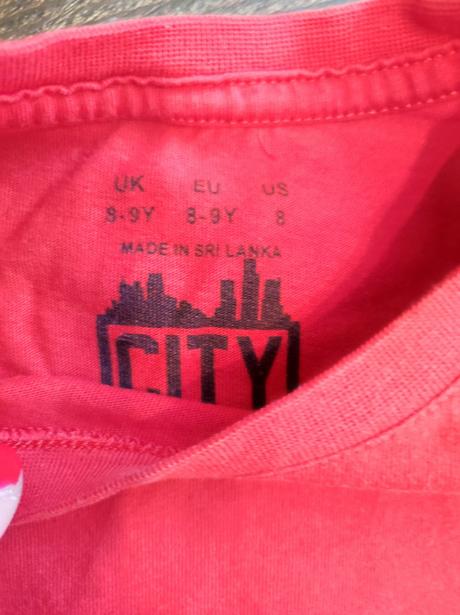 UK EU US
8-9Y 8-9Y 8
MADE IN SRI LANKA
CITY